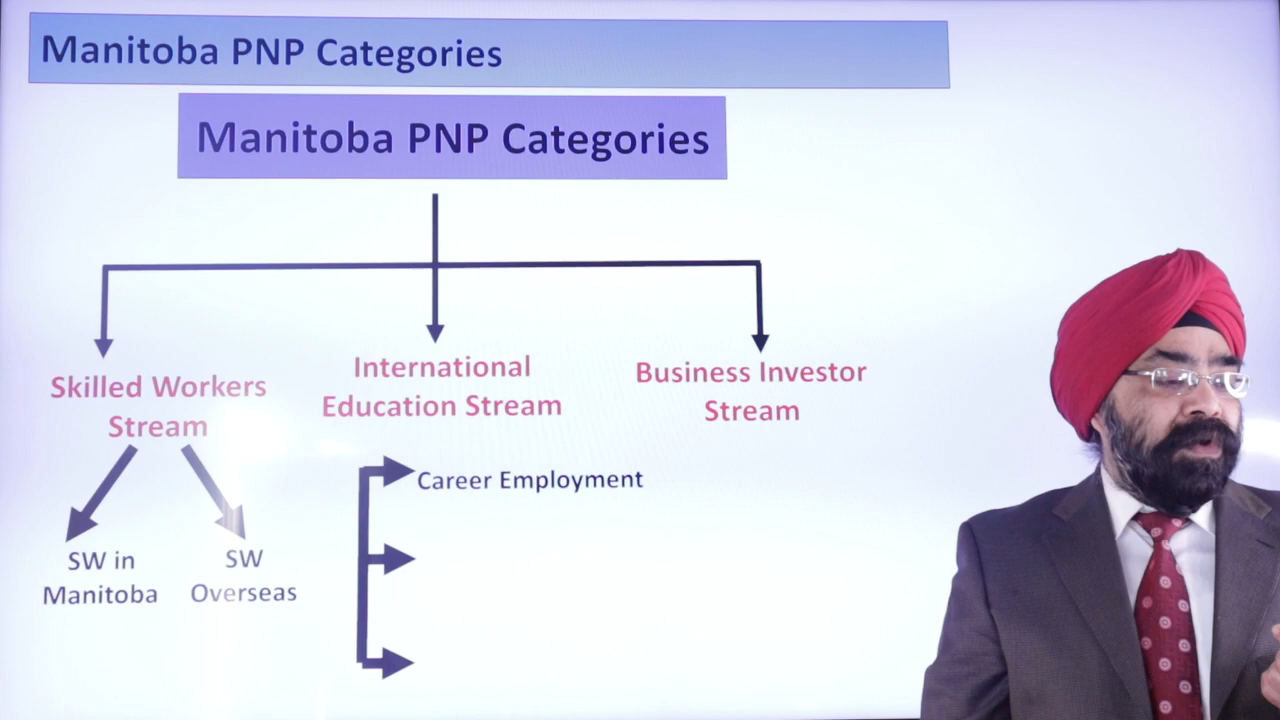 Manitoba PNP Categories
Manitoba PNP Categories
Skilled Workers
Stream
International
Education Stream
Business Investor
Stream
SW in
Manitoba
SW
Overseas
Career Employment